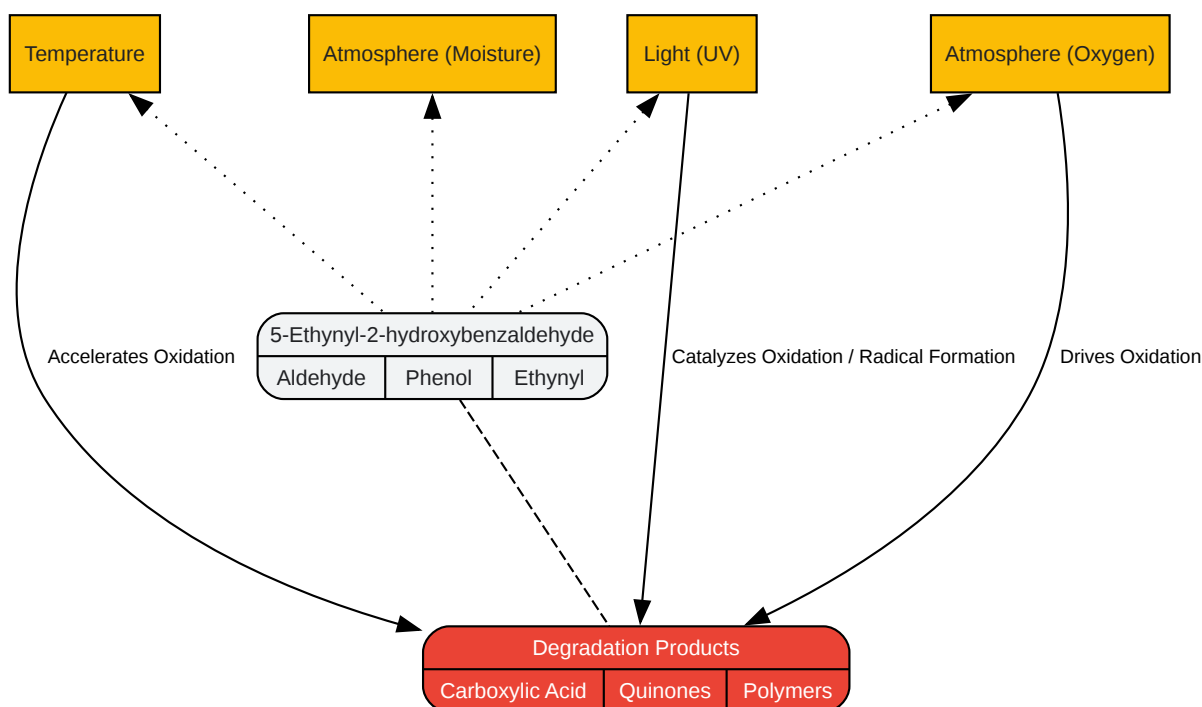 Temperature
Atmosphere (Moisture)
Light (UV)
Atmosphere (Oxygen)
5-Ethynyl-2-hydroxybenzaldehyde
Aldehyde
Phenol
Ethynyl
Accelerates Oxidation
Catalyzes Oxidation / Radical Formation
Drives Oxidation
Degradation Products
Carboxylic Acid
Quinones
Polymers